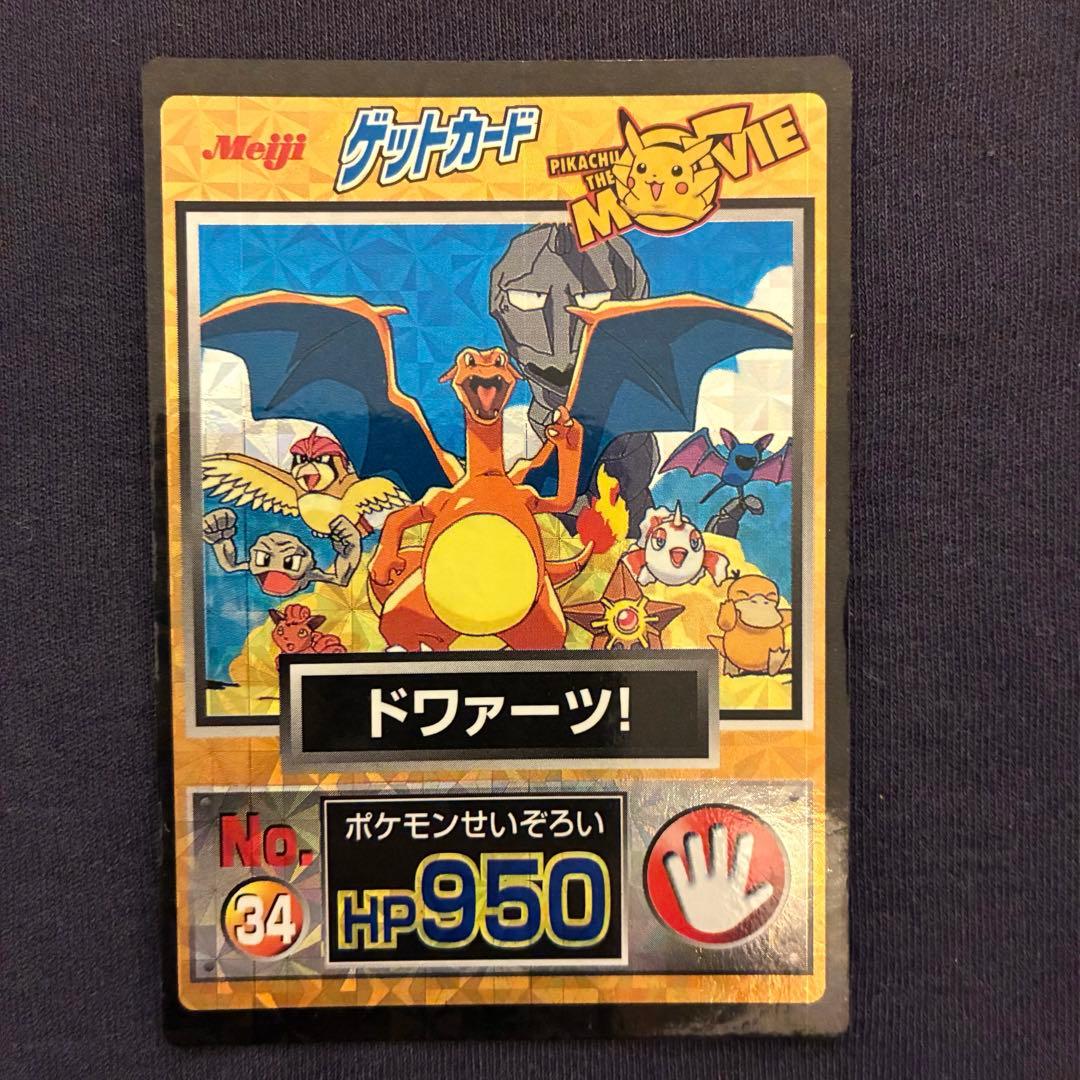 Meiji
ゲットカード
PIKACHU
THE
MOVIE
ドワァーツ!
No.
34
ポケモンせいぞろい
HP950